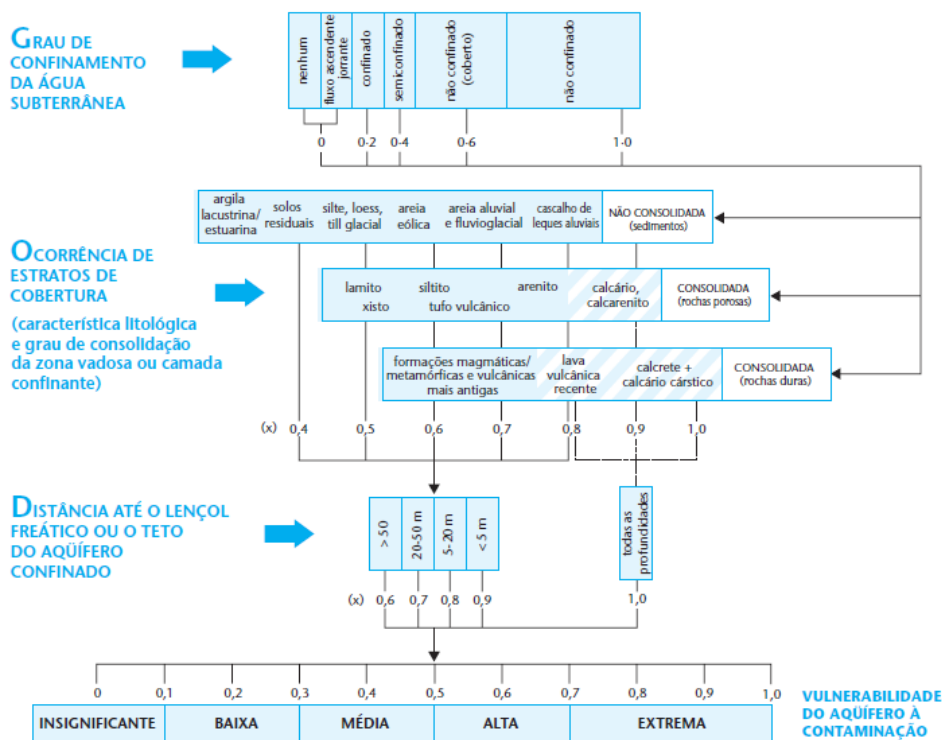 GRAU DE
CONFINAMENTO
DA ÁGUA
SUBTERRÂNEA
nenhum
fluxo ascendente
jorrante
confinado
semiconfinado
não confinado
(coberto)
não confinado
0
0-2
0-4
0-6
1-0
OCORRÊNCIA DE
ESTRATOS DE
COBERTURA
(característica litológica
e grau de consolidação
da zona vadosa ou camada
confinante)
argila
lacustrina/
estuarina
solos
residuais
silte, loess,
till glacial
areia
eólica
areia aluvial
e fluvioglacial
cascalho de
leques aluviais
NÃO CONSOLIDADA
(sedimentos)
lamito
xisto
siltito
tufo vulcânico
arenito
calcário,
calcarenito
CONSOLIDADA
(rochas porosas)
formações magmáticas/
metamórficas e vulcânicas
mais antigas
lava
vulcânica
recente
calcrete +
calcário cárstico
CONSOLIDADA
(rochas duras)
(x) 0,4 0,5 0,6 0,7 0,8 0,9 1,0
DISTÂNCIA ATÉ O LENÇOL
FREÁTICO OU O TETO
DO AQÜÍFERO
CONFINADO
> 50
20-50 m
5-20 m
< 5 m
todas as
profundidades
(x) 0,6 0,7 0,8 0,9 1,0
0 0,1 0,2 0,3 0,4 0,5 0,6 0,7 0,8 0,9 1,0
INSIGNIFICANTE BAIXA MÉDIA ALTA EXTREMA
VULNERABILIDADE
DO AQÜÍFERO À
CONTAMINAÇÃO